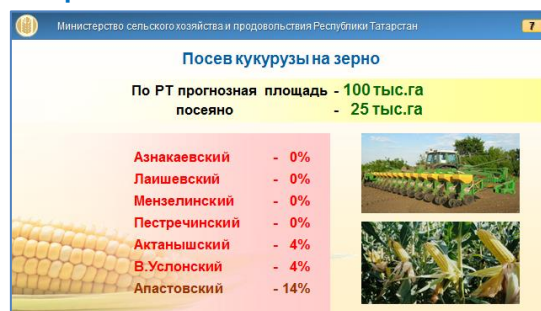 Министерство сельского хозяйства и продовольствия Республики Татарстан
7
Посев кукурузы на зерно
По РТ прогнозная площадь - 100 тыс.га
посеяно - 25 тыс.га
Азнакаевский - 0%
Лаишевский - 0%
Мензелинский - 0%
Пестречинский - 0%
Актанышский - 4%
В.Услонский - 4%
Апастовский - 14%